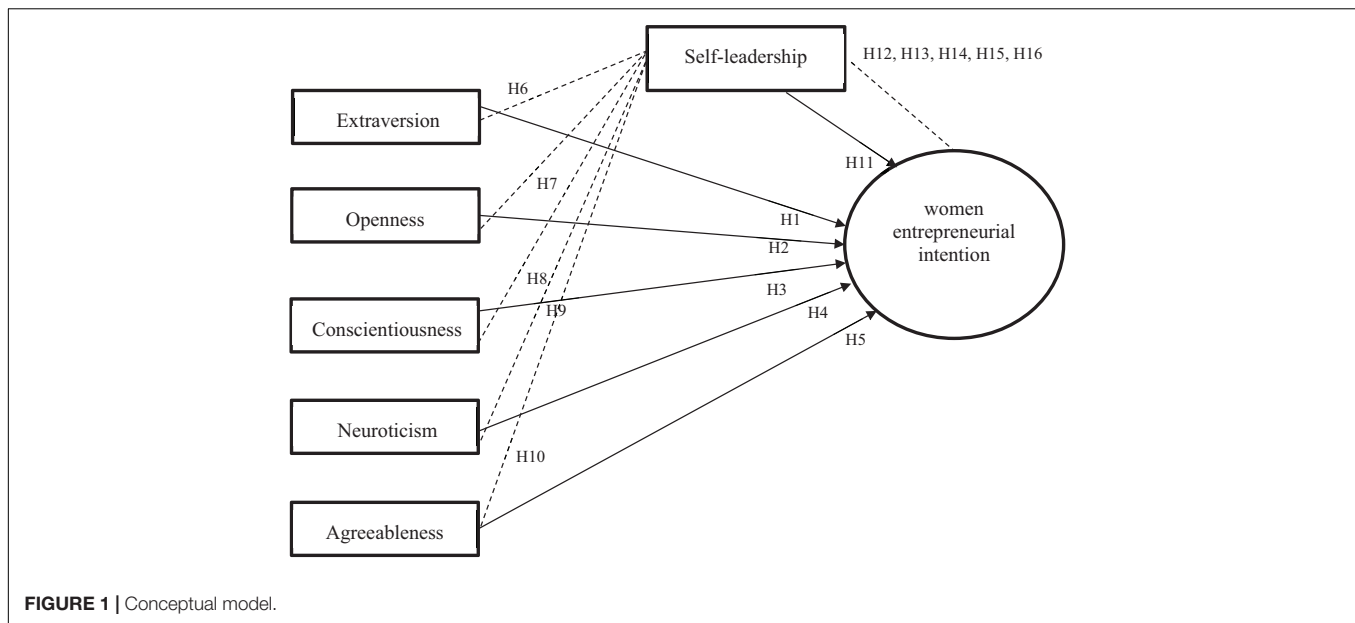 Self-leadership
H12, H13, H14, H15, H16
H6
Extraversion
H11
H7
Openness
H1
women
entrepreneurial
intention
H2
H8
H3
H9
Conscientiousness
H4
H5
Neuroticism
H10
Agreeableness
FIGURE 1 | Conceptual model.